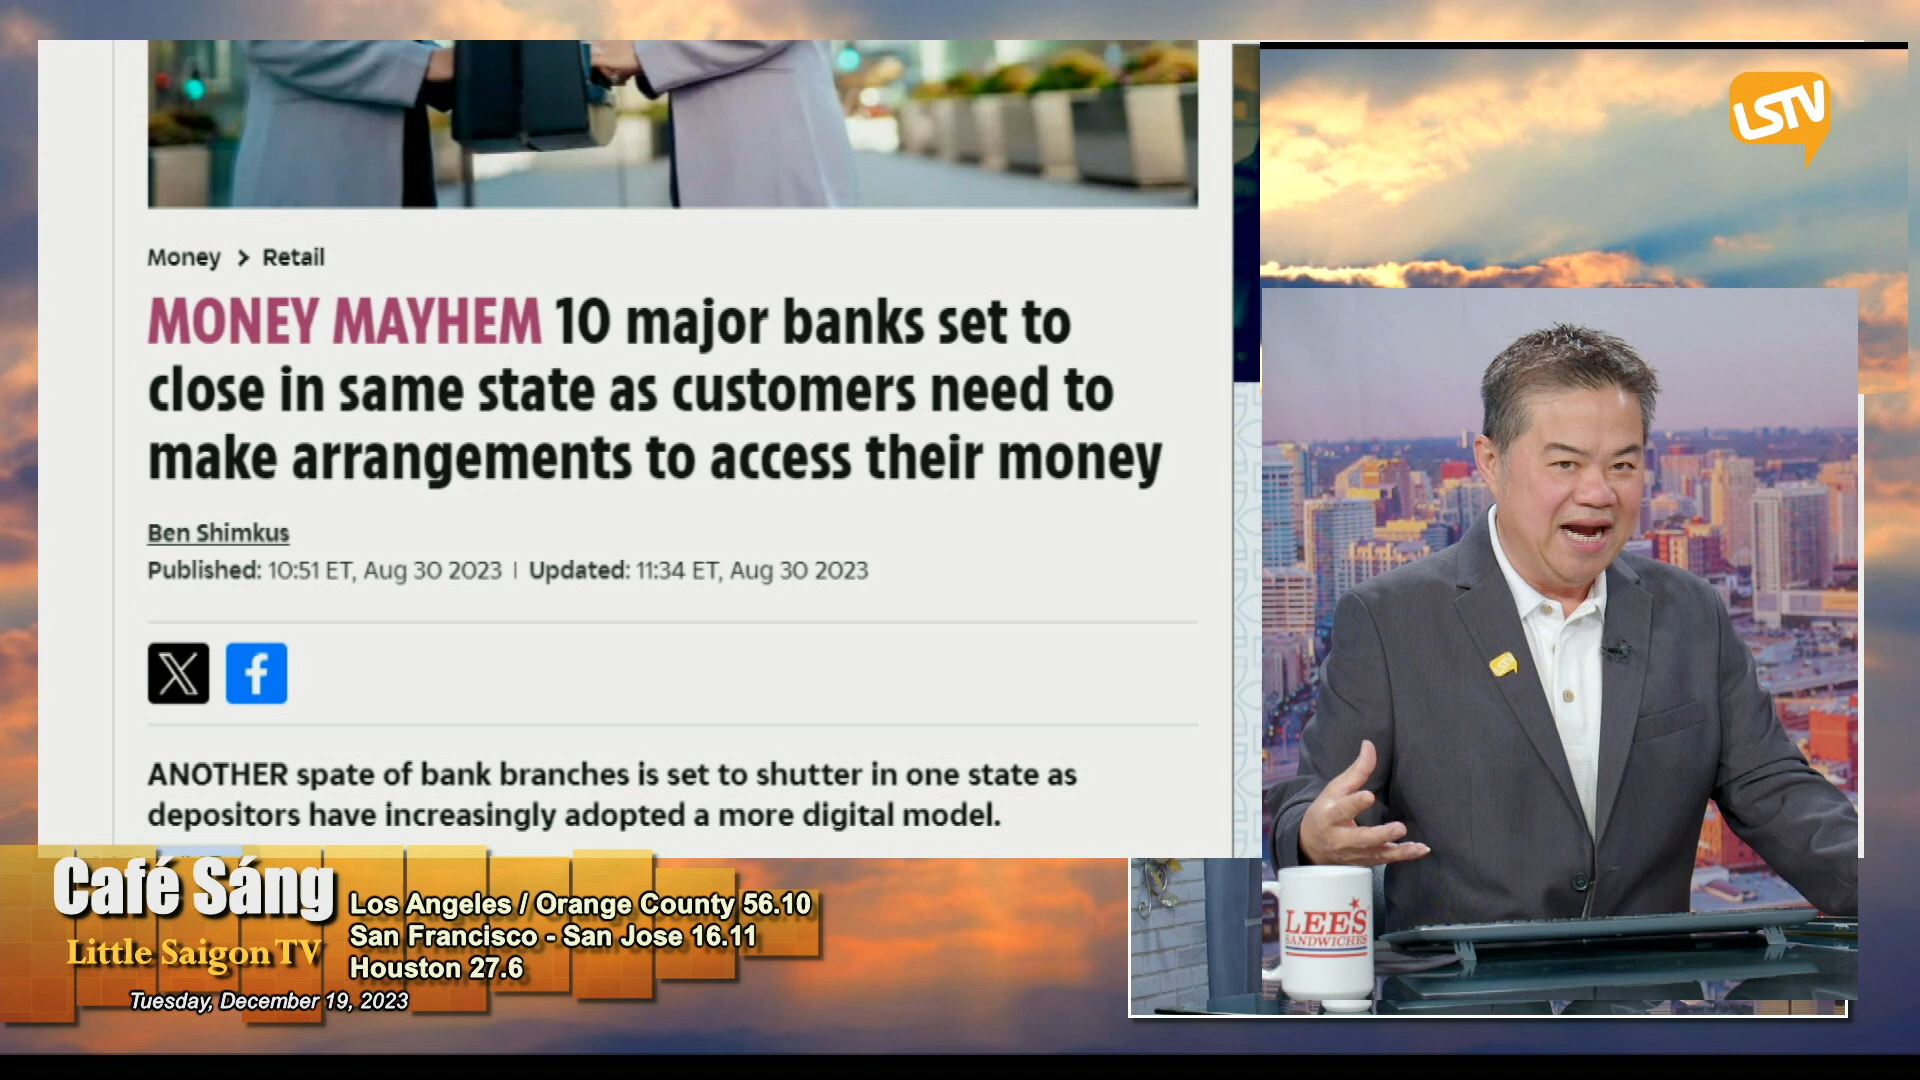 LSTV
Money > Retail
MONEY MAYHEM 10 major banks set to
close in same state as customers need to
make arrangements to access their money
Ben Shimkus
Published: 10:51 ET, Aug 30 2023 | Updated: 11:34 ET, Aug 30 2023
X f
ANOTHER spate of bank branches is set to shutter in one state as
depositors have increasingly adopted a more digital model.
Café Sáng
Little Saigon TV
Los Angeles / Orange County 56.10
San Francisco - San Jose 16.11
Houston 27.6
Tuesday, December 19, 2023
LSTV
LEE'S
SANDWICHES